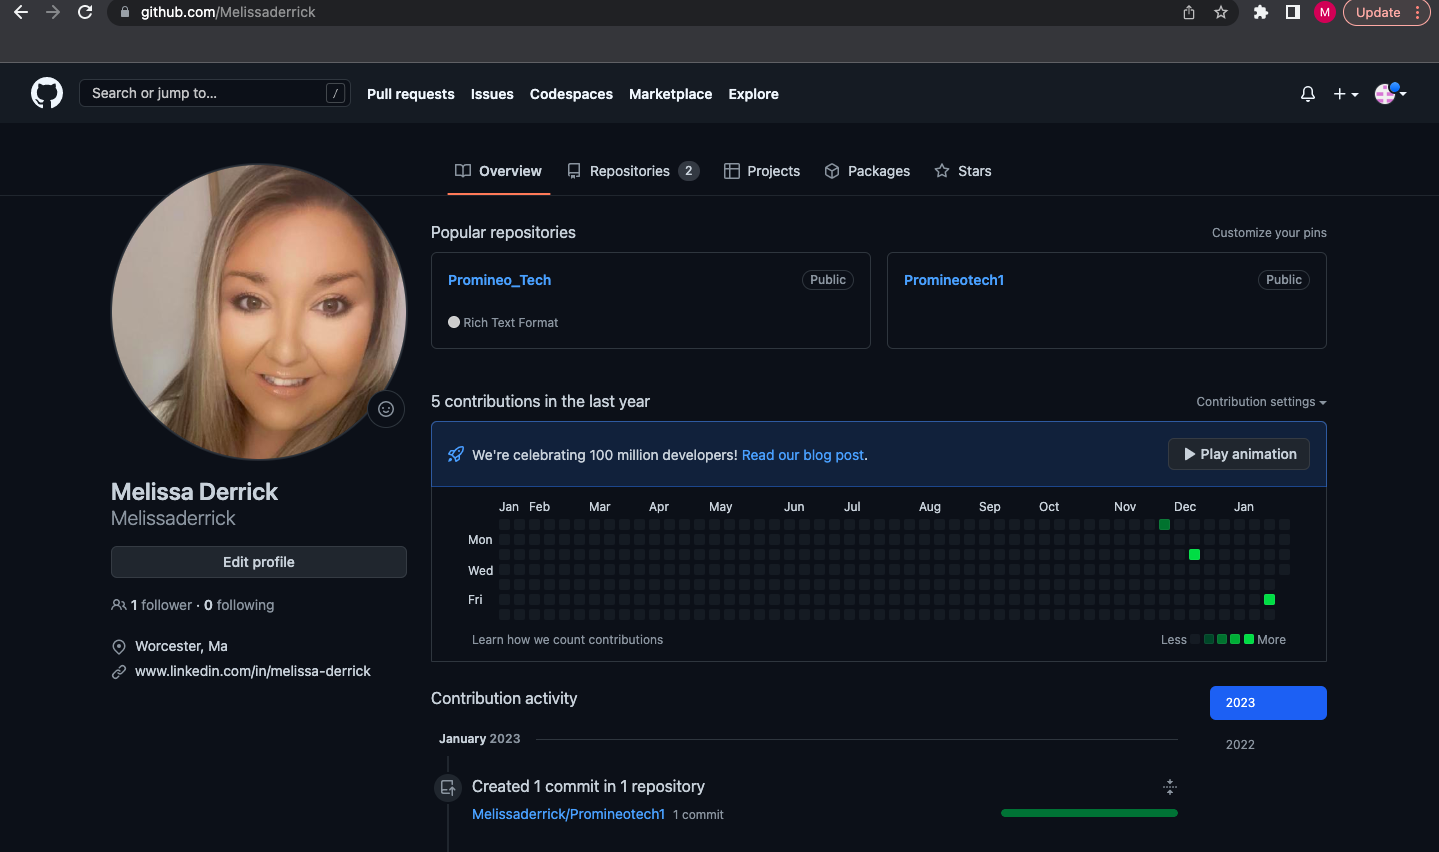 github.com/Melissaderrick
M
Update
Search or jump to...
/
Pull requests
Issues
Codespaces
Marketplace
Explore
Overview
Repositories 2
Projects
Packages
Stars
Popular repositories
Customize your pins
Promineo_Tech
Public
Rich Text Format
Promineotech1
Public
5 contributions in the last year
Contribution settings
We're celebrating 100 million developers! Read our blog post.
Play animation
Jan Feb Mar Apr May Jun Jul Aug Sep Oct Nov Dec Jan
Mon
Wed
Fri
Learn how we count contributions
Less
More
Melissa Derrick
Melissaderrick
Edit profile
1 follower · 0 following
Worcester, Ma
www.linkedin.com/in/melissa-derrick
Contribution activity
2023
2022
January 2023
Created 1 commit in 1 repository
Melissaderrick/Promineotech1 1 commit